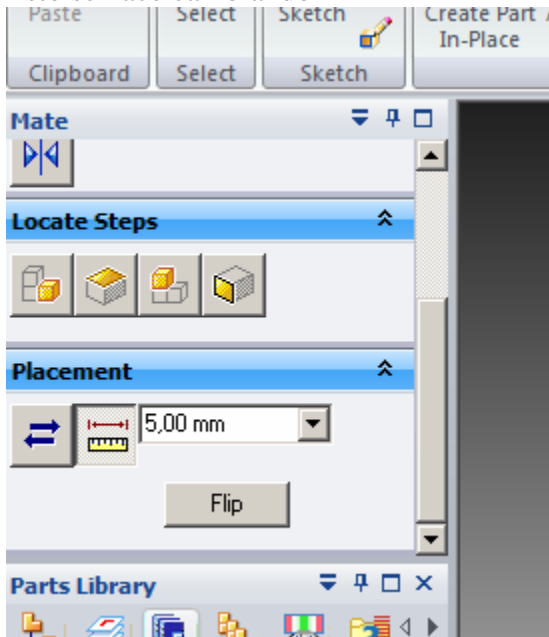 Paste
Select
Sketch
Create Part
In-Place
Clipboard
Select
Sketch
Mate
Locate Steps
Placement
5,00 mm
Flip
Parts Library